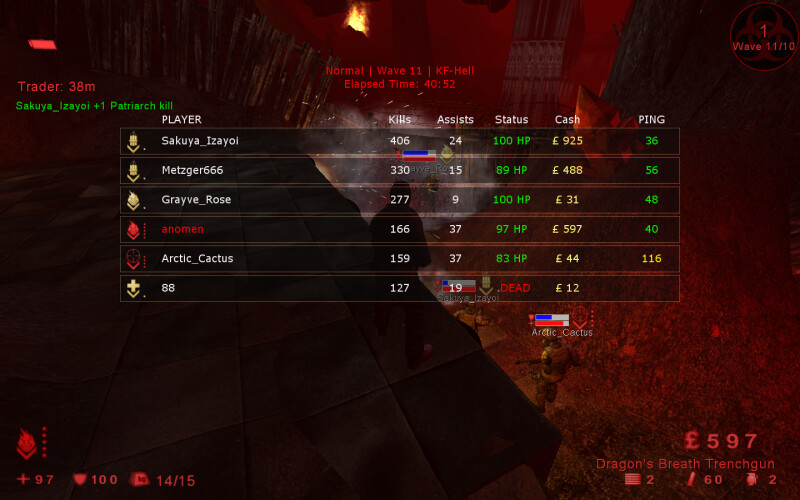 1
Wave 11/10
Normal | Wave 11 | KF-Hell
Elapsed Time: 40:52
Trader: 38m
Sakuya_Izayoi +1 Patriarch kill
PLAYER Kills Assists Status Cash PING
Sakuya_Izayoi 406 24 100 HP £ 925 36
Metzger666 330 15 89 HP £ 488 56
Grayve_Rose 277 9 100 HP £ 31 48
anomen 166 37 97 HP £ 597 40
Arctic_Cactus 159 37 83 HP £ 44 116
88 127 19 DEAD £ 12
Sakuya_Izayoi
Arctic_Cactus
£597
Dragon's Breath Trenchgun
97 100 14/15 2 60 2